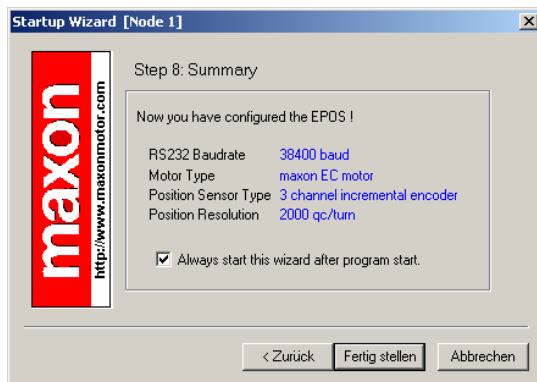 Startup Wizard [Node 1]
maxon
http://www.maxonmotor.com
Step 8: Summary
Now you have configured the EPOS !
RS232 Baudrate 38400 baud
Motor Type maxon EC motor
Position Sensor Type 3 channel incremental encoder
Position Resolution 2000 qc/turn
Always start this wizard after program start.
< Zurück Fertig stellen Abbrechen